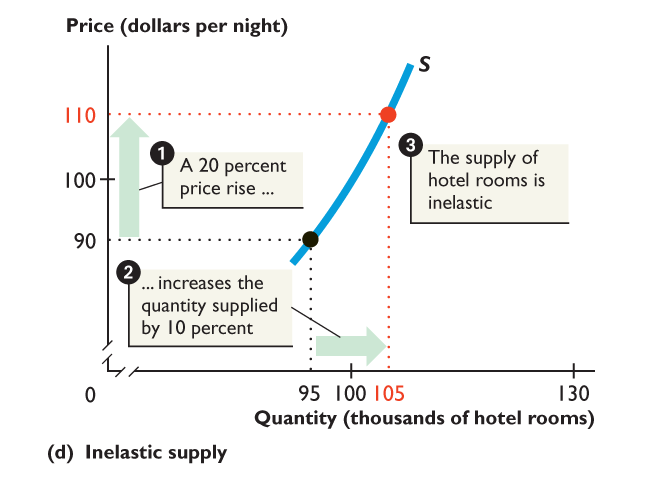 Price (dollars per night)
S
110
1
A 20 percent
price rise ...
3
The supply of
hotel rooms is
inelastic
100
90
2
... increases the
quantity supplied
by 10 percent
0
95 100 105 130
Quantity (thousands of hotel rooms)
(d) Inelastic supply